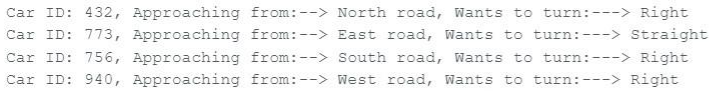 Car ID: 432, Approaching from:--> North road, Wants to turn:---> Right
Car ID: 773, Approaching from:--> East road, Wants to turn:---> Straight
Car ID: 756, Approaching from:--> South road, Wants to turn:---> Right
Car ID: 940, Approaching from:--> West road, Wants to turn:---> Right